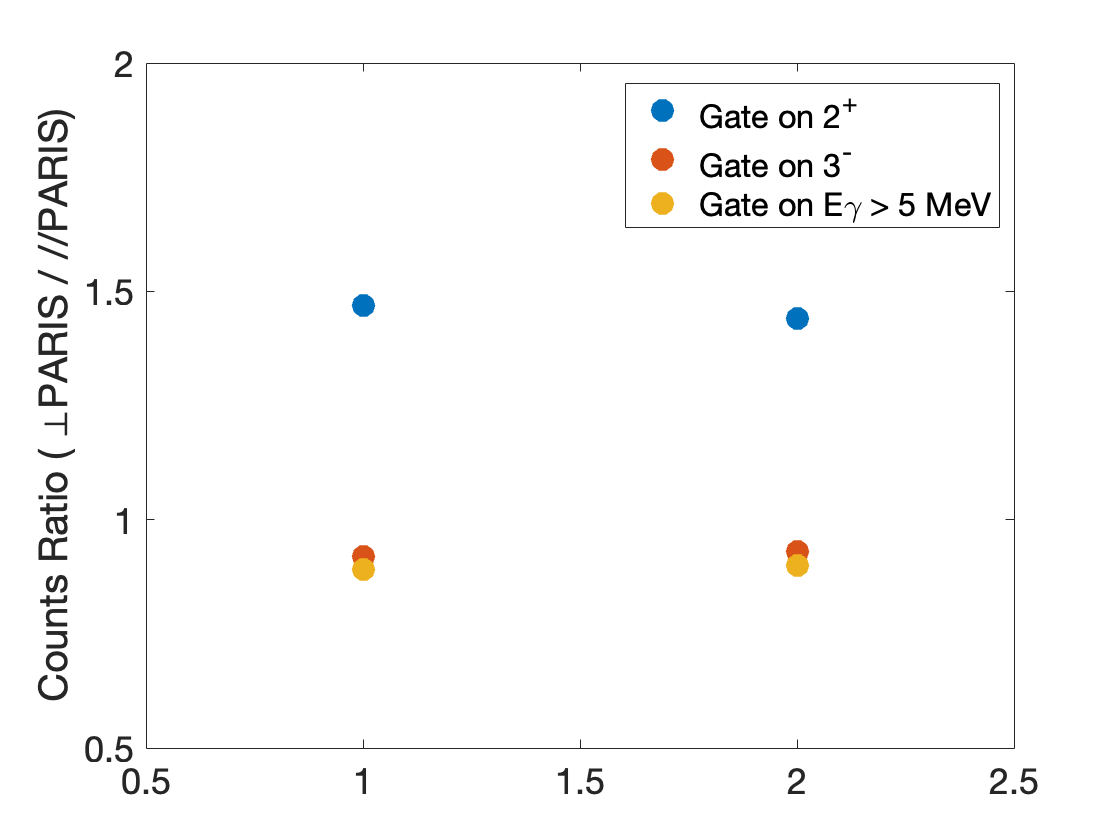 Counts Ratio ( ⊥PARIS / //PARIS)
2
1.5
1
0.5
Gate on 2+
Gate on 3-
Gate on Eγ > 5 MeV
0.5 1 1.5 2 2.5